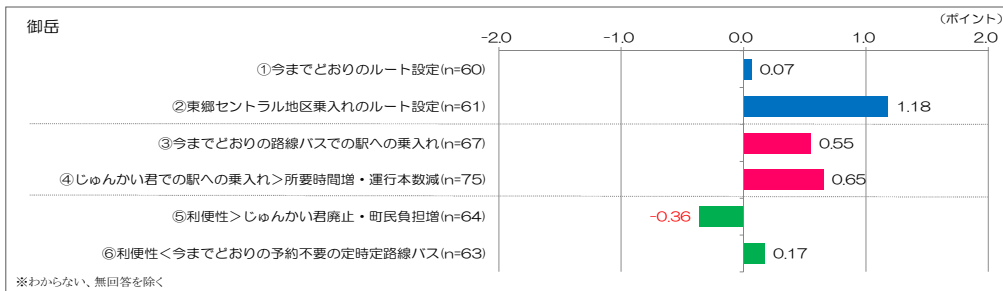 御岳
（ポイント）
-2.0 -1.0 0.0 1.0 2.0
①今までどおりのルート設定(n=60) 0.07
②東郷セントラル地区乗入れのルート設定(n=61) 1.18
③今までどおりの路線バスでの駅への乗入れ(n=67) 0.55
④じゅんかい君での駅への乗入れ＞所要時間増・運行本数減(n=75) 0.65
⑤利便性＞じゅんかい君廃止・町民負担増(n=64) -0.36
⑥利便性＜今までどおりの予約不要の定時定路線バス(n=63) 0.17
※わからない、無回答を除く